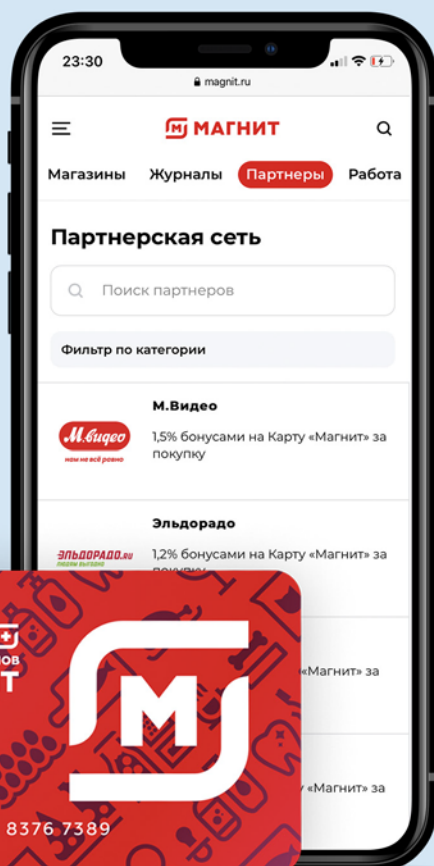 23:30
magnit.ru
МАГНИТ
Магазины Журналы Партнеры Работа
Партнерская сеть
Поиск партнеров
Фильтр по категории
М.Видео
М.видео
нам не всё равно
1,5% бонусами на Карту «Магнит» за
покупку
Эльдорадо
ЭЛЬДОРАДО.RU
1,2% бонусами на Карту «Магнит» за
покупку
«Магнит» за
у «Магнит» за
М
8376 7389